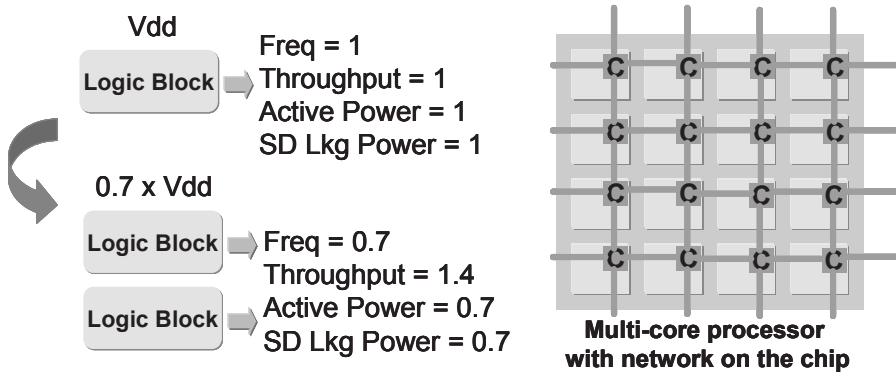 Vdd
Logic Block
Freq = 1
Throughput = 1
Active Power = 1
SD Lkg Power = 1
0.7 x Vdd
Logic Block
Logic Block
Freq = 0.7
Throughput = 1.4
Active Power = 0.7
SD Lkg Power = 0.7
C C C C
C C C C
C C C C
C C C C
Multi-core processor
with network on the chip